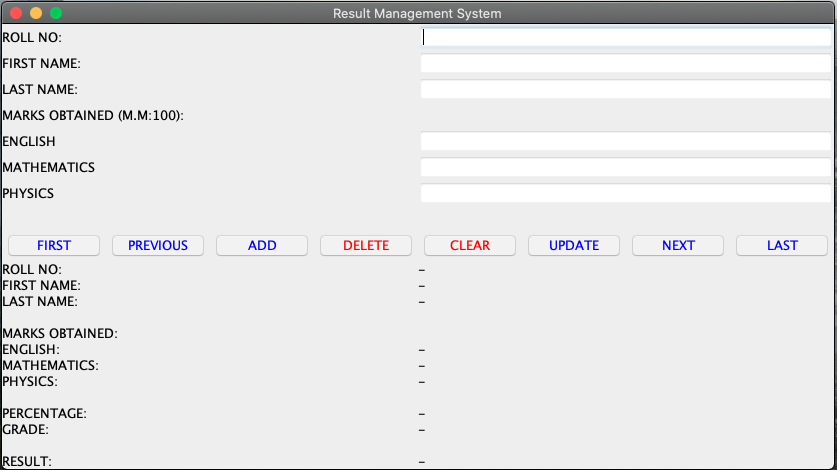 Result Management System
ROLL NO:
FIRST NAME:
LAST NAME:
MARKS OBTAINED (M.M:100):
ENGLISH
MATHEMATICS
PHYSICS
FIRST PREVIOUS ADD DELETE CLEAR UPDATE NEXT LAST
ROLL NO: –
FIRST NAME: –
LAST NAME: –
MARKS OBTAINED:
ENGLISH: –
MATHEMATICS: –
PHYSICS: –
PERCENTAGE: –
GRADE: –
RESULT: –